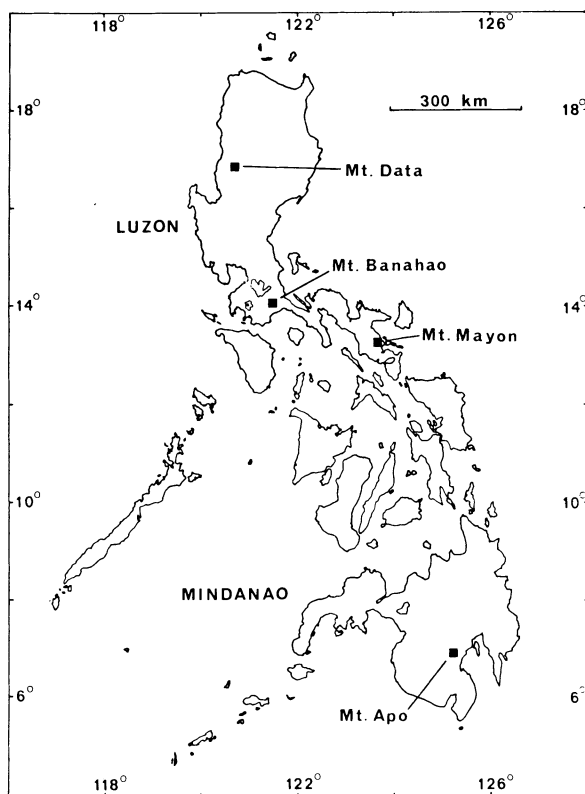 118° 122° 126°
18° 300 km
Mt. Data
LUZON
Mt. Banahao
14° 14°
Mt. Mayon
10° 10°
MINDANAO
6° 6°
Mt. Apo
118° 122° 126°